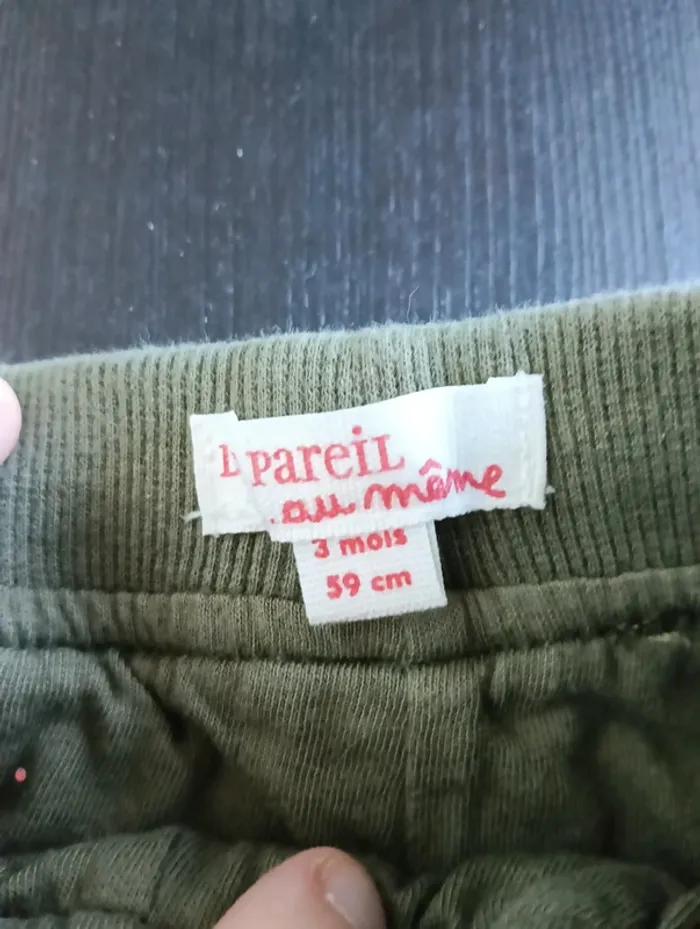 pareiL
au même
3 mois
59 cm